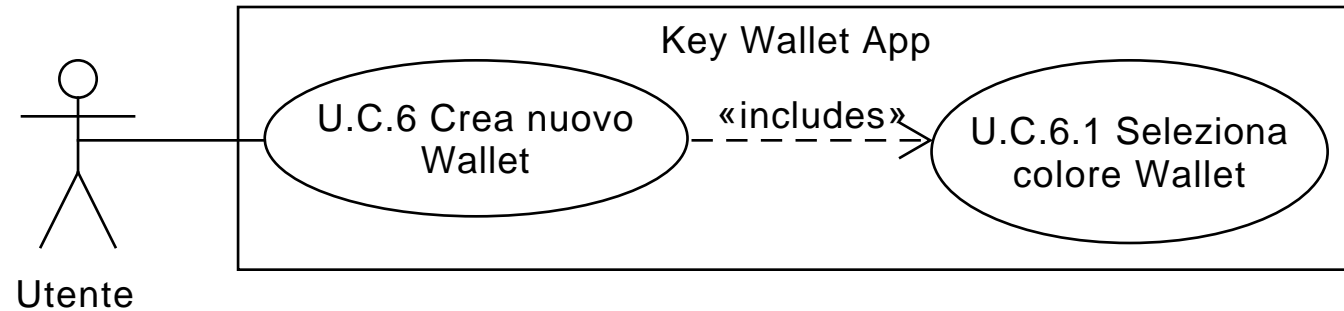 Key Wallet App
U.C.6 Crea nuovo
Wallet
«includes»
U.C.6.1 Seleziona
colore Wallet
Utente